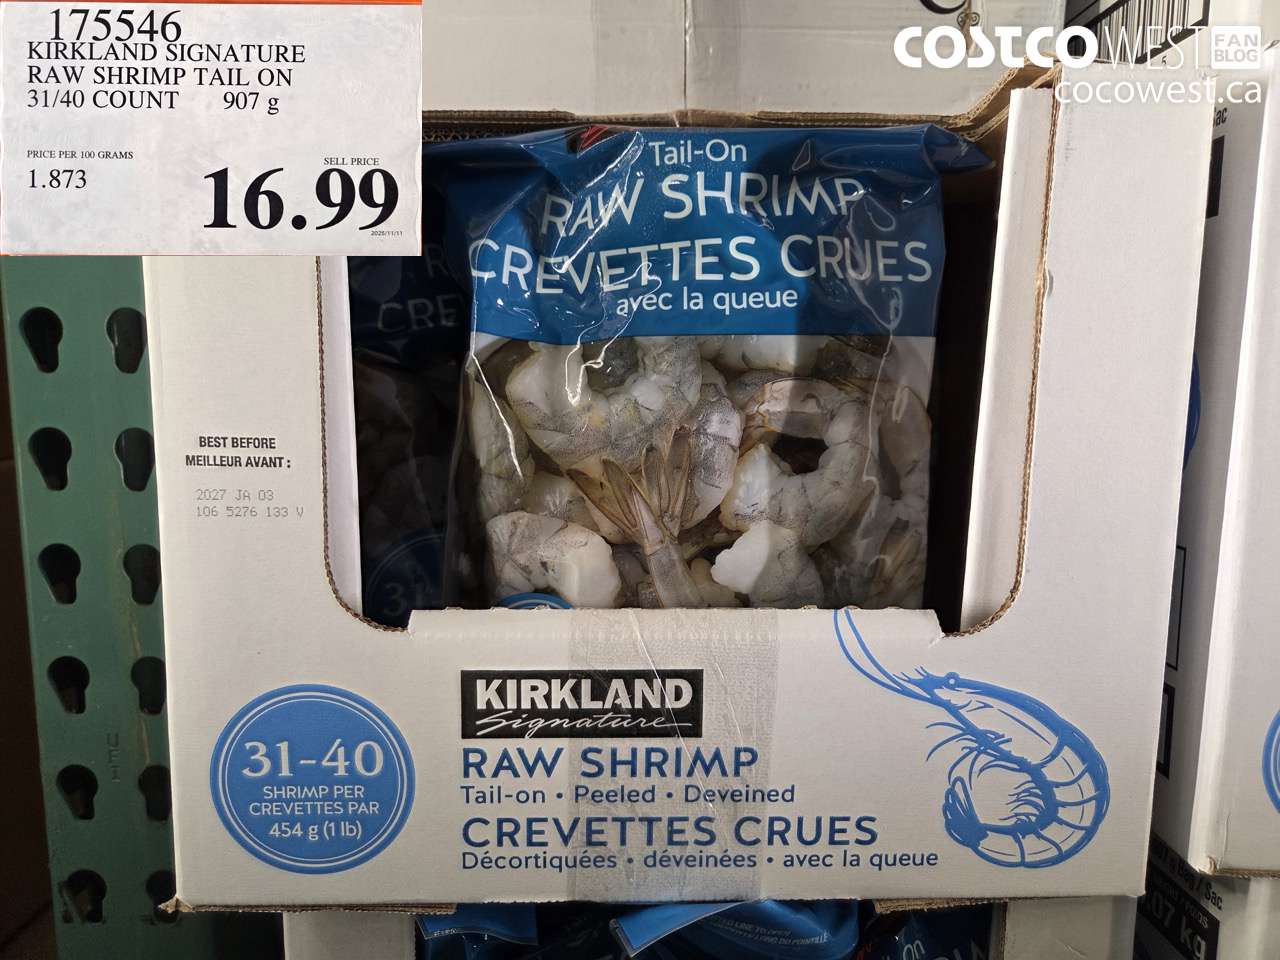 175546
KIRKLAND SIGNATURE
RAW SHRIMP TAIL ON
31/40 COUNT 907 g
PRICE PER 100 GRAMS
1.873
SELL PRICE
16.99
2025/11/11
COSTCO WEST FAN BLOG
cocowest.ca
Tail-On
RAW SHRIMP
CREVETTES CRUES
avec la queue
BEST BEFORE
MEILLEUR AVANT :
2027 JA 03
106 5276 133 V
31-40
SHRIMP PER
CREVETTES PAR
454 g (1 lb)
KIRKLAND
Signature
RAW SHRIMP
Tail-on • Peeled • Deveined
CREVETTES CRUES
Décortiquées • déveinées • avec la queue